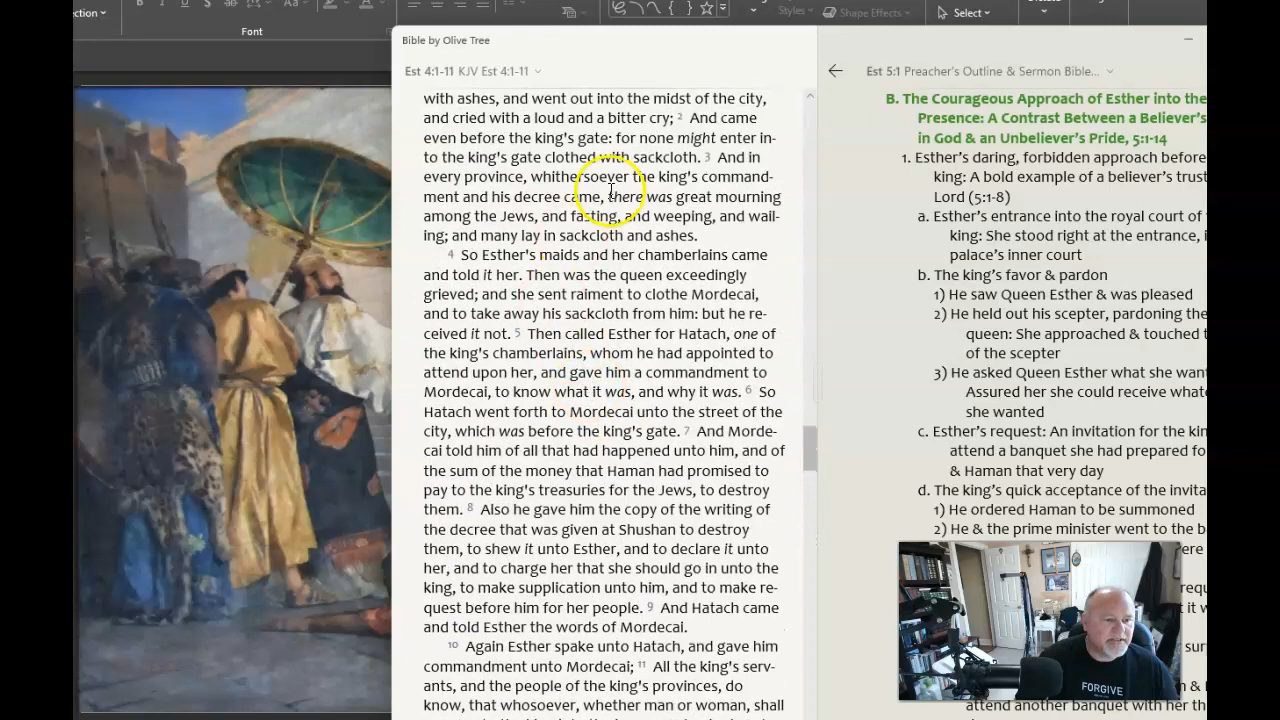 ction
Font
Styles
Shape Effects
Select
Bible by Olive Tree
Est 4:1-11 KJV Est 4:1-11
with ashes, and went out into the midst of the city,
and cried with a loud and a bitter cry; 2 And came
even before the king's gate: for none might enter in-
to the king's gate clothed with sackcloth. 3 And in
every province, whithersoever the king's command-
ment and his decree came, there was great mourning
among the Jews, and fasting, and weeping, and wail-
ing; and many lay in sackcloth and ashes.
4 So Esther's maids and her chamberlains came
and told it her. Then was the queen exceedingly
grieved; and she sent raiment to clothe Mordecai,
and to take away his sackcloth from him: but he re-
ceived it not. 5 Then called Esther for Hatach, one of
the king's chamberlains, whom he had appointed to
attend upon her, and gave him a commandment to
Mordecai, to know what it was, and why it was. 6 So
Hatach went forth to Mordecai unto the street of the
city, which was before the king's gate. 7 And Morde-
cai told him of all that had happened unto him, and of
the sum of the money that Haman had promised to
pay to the king's treasuries for the Jews, to destroy
them. 8 Also he gave him the copy of the writing of
the decree that was given at Shushan to destroy
them, to shew it unto Esther, and to declare it unto
her, and to charge her that she should go in unto the
king, to make supplication unto him, and to make re-
quest before him for her people. 9 And Hatach came
and told Esther the words of Mordecai.
10 Again Esther spake unto Hatach, and gave him
commandment unto Mordecai; 11 All the king's serv-
ants, and the people of the king's provinces, do
know, that whosoever, whether man or woman, shall
Est 5:1 Preacher's Outline & Sermon Bible...
B. The Courageous Approach of Esther into the
Presence: A Contrast Between a Believer's
in God & an Unbeliever's Pride, 5:1-14
1. Esther's daring, forbidden approach before
king: A bold example of a believer's trust
Lord (5:1-8)
a. Esther's entrance into the royal court of
king: She stood right at the entrance, i
palace's inner court
b. The king's favor & pardon
1) He saw Queen Esther & was pleased
2) He held out his scepter, pardoning the
queen: She approached & touched t
of the scepter
3) He asked Queen Esther what she want
Assured her she could receive whate
she wanted
c. Esther's request: An invitation for the kin
attend a banquet she had prepared fo
& Haman that very day
d. The king's quick acceptance of the invita
1) He ordered Haman to be summoned
2) He & the prime minister went to the b
ere
requ
it w
sur
n &
attend another banquet with her th
FORGIVE